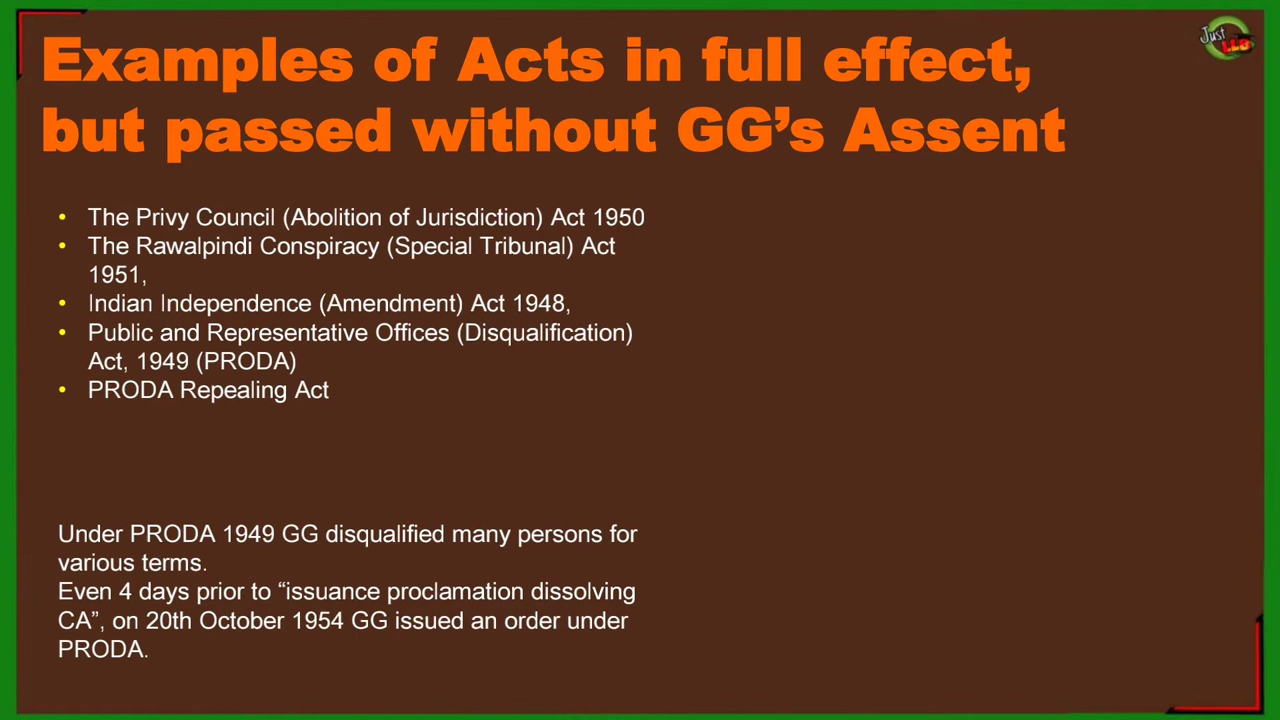 Examples of Acts in full effect,
but passed without GG’s Assent
Just
LLB
• The Privy Council (Abolition of Jurisdiction) Act 1950
• The Rawalpindi Conspiracy (Special Tribunal) Act
1951,
• Indian Independence (Amendment) Act 1948,
• Public and Representative Offices (Disqualification)
Act, 1949 (PRODA)
• PRODA Repealing Act
Under PRODA 1949 GG disqualified many persons for
various terms.
Even 4 days prior to “issuance proclamation dissolving
CA”, on 20th October 1954 GG issued an order under
PRODA.